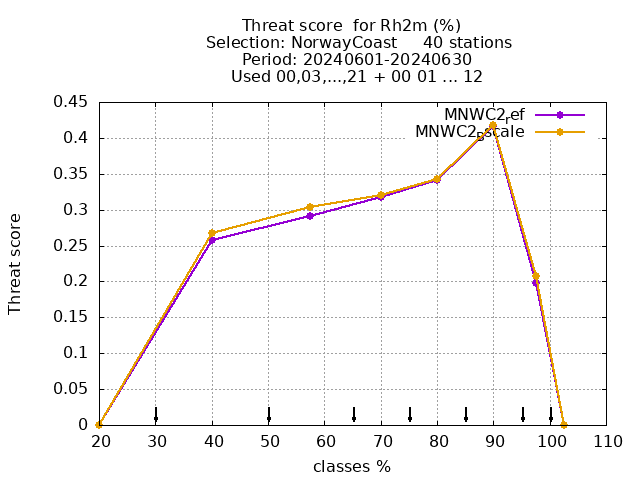 Threat score for Rh2m (%)
Selection: NorwayCoast 40 stations
Period: 20240601-20240630
Used 00,03,...,21 + 00 01 ... 12
MNWC2_ref
MNWC2_scale
Threat score
0.45
0.4
0.35
0.3
0.25
0.2
0.15
0.1
0.05
0
20 30 40 50 60 70 80 90 100 110
classes %